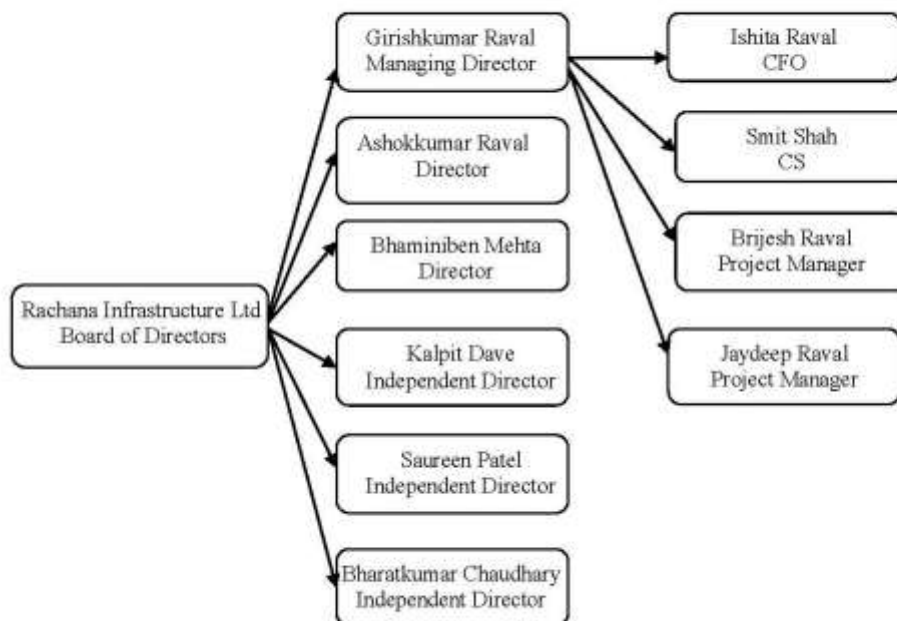 Girishkumar Raval
Managing Director
Ishita Raval
CFO
Ashokkumar Raval
Director
Smit Shah
CS
Bhaminiben Mehta
Director
Brijesh Raval
Project Manager
Rachana Infrastructure Ltd
Board of Directors
Kalpit Dave
Independent Director
Jaydeep Raval
Project Manager
Saureen Patel
Independent Director
Bharatkumar Chaudhary
Independent Director